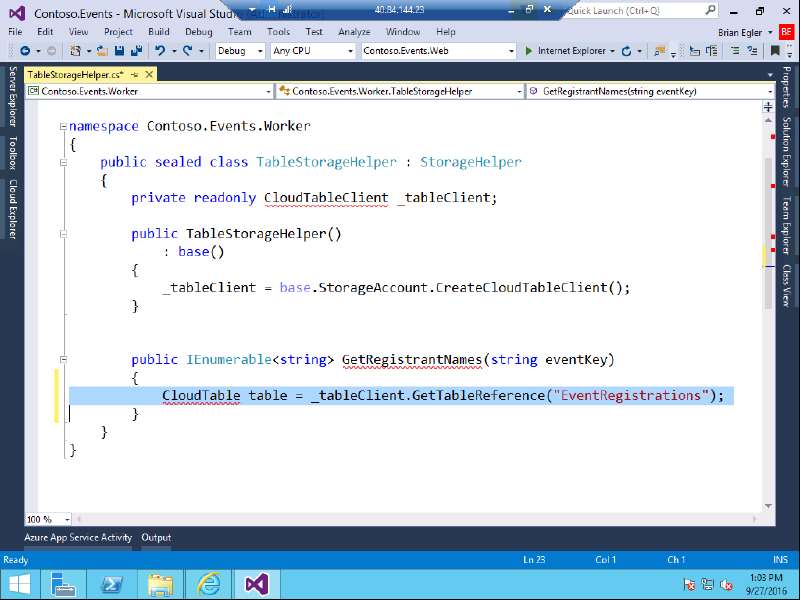 Contoso.Events - Microsoft Visual Stud
40.84.144.23
Quick Launch (Ctrl+Q)
File Edit View Project Build Debug Team Tools Test Analyze Window Help
Brian Egler
BE
Debug Any CPU Contoso.Events.Web Internet Explorer
Server Explorer
Toolbox
Cloud Explorer
TableStorageHelper.cs*
Contoso.Events.Worker
Contoso.Events.Worker.TableStorageHelper
GetRegistrantNames(string eventKey)
namespace Contoso.Events.Worker
{
public sealed class TableStorageHelper : StorageHelper
{
private readonly CloudTableClient _tableClient;
public TableStorageHelper()
: base()
{
_tableClient = base.StorageAccount.CreateCloudTableClient();
}
public IEnumerable<string> GetRegistrantNames(string eventKey)
{
CloudTable table = _tableClient.GetTableReference("EventRegistrations");
}
}
}
Properties
Solution Explorer
Team Explorer
Class View
100 %
Azure App Service Activity Output
Ready
Ln 23
Col 1
Ch 1
INS
1:03 PM
9/27/2016